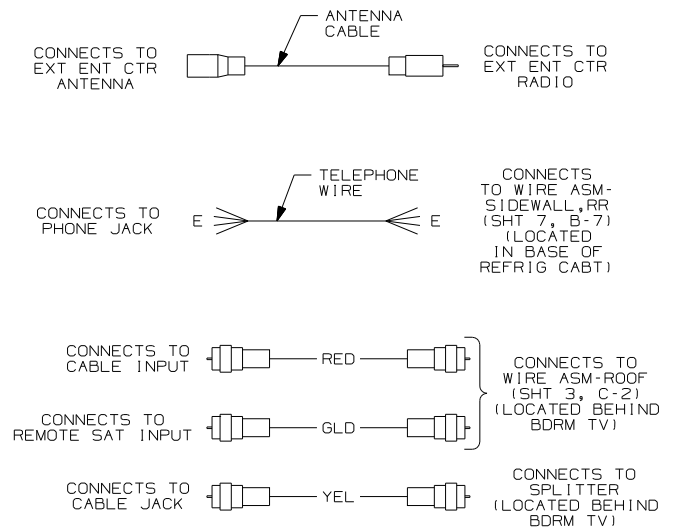 ANTENNA
CABLE
CONNECTS TO
EXT ENT CTR
ANTENNA
CONNECTS TO
EXT ENT CTR
RADIO
TELEPHONE
WIRE
CONNECTS TO
PHONE JACK
E
E
CONNECTS
TO WIRE ASM-
SIDEWALL,RR
(SHT 7, B-7)
(LOCATED
IN BASE OF
REFRIG CABT)
CONNECTS TO
CABLE INPUT
RED
CONNECTS TO
REMOTE SAT INPUT
GLD
CONNECTS TO
WIRE ASM-ROOF
(SHT 3, C-2)
(LOCATED BEHIND
BDRM TV)
CONNECTS TO
CABLE JACK
YEL
CONNECTS TO
SPLITTER
(LOCATED BEHIND
BDRM TV)